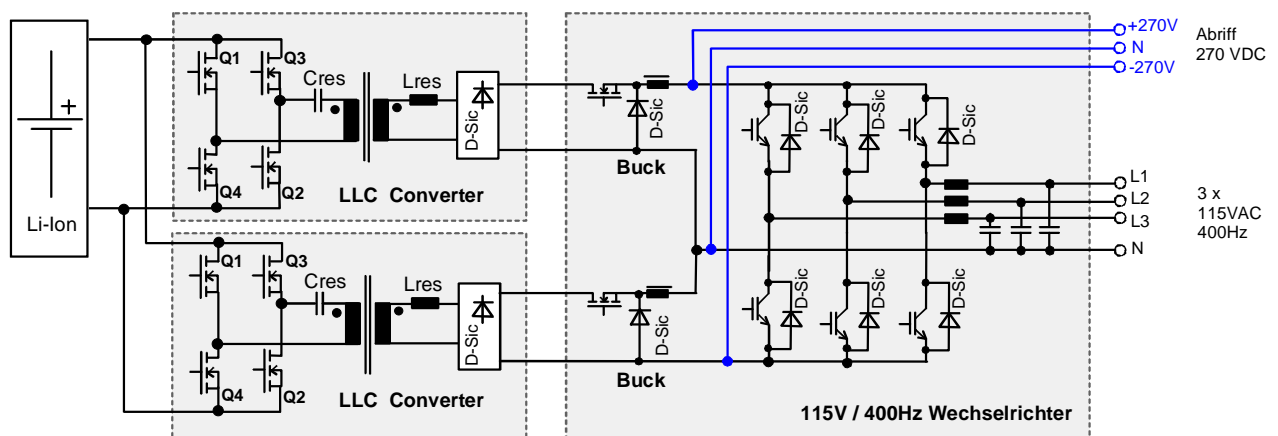 +
Li-Ion
Q1
Q3
Cres
Lres
D-Sic
Q4
Q2
LLC Converter
Q1
Q3
Cres
Lres
D-Sic
Q4
Q2
LLC Converter
D-Sic
Buck
D-Sic
Buck
D-Sic
D-Sic
D-Sic
D-Sic
D-Sic
D-Sic
115V / 400Hz Wechselrichter
+270V
N
-270V
Abriff
270 VDC
L1
L2
L3
N
3 x
115VAC
400Hz